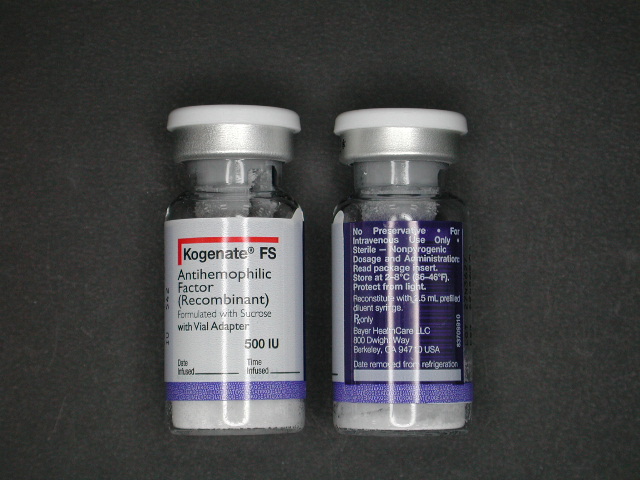 Kogenate® FS
Antihemophilic
Factor
(Recombinant)
Formulated with Sucrose
with Vial Adapter
500 IU
Date Time
Infused Infused
No Preservative • For
Intravenous Use Only •
Sterile – Nonpyrogenic
Dosage and Administration:
Read package insert.
Store at 2–8°C (36–46°F).
Protect from light.
Reconstitute with 2.5 mL prefilled
diluent syringe.
℞only
Bayer HealthCare LLC
800 Dwight Way
Berkeley, CA 94710 USA
Date removed from refrigeration